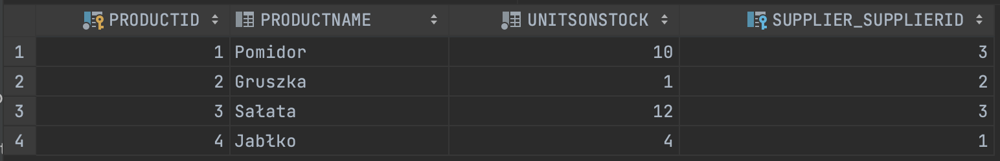 PRODUCTID PRODUCTNAME UNITSONSTOCK SUPPLIER_SUPPLIERID
1 1 Pomidor 10 3
2 2 Gruszka 1 2
3 3 Sałata 12 3
4 4 Jabłko 4 1